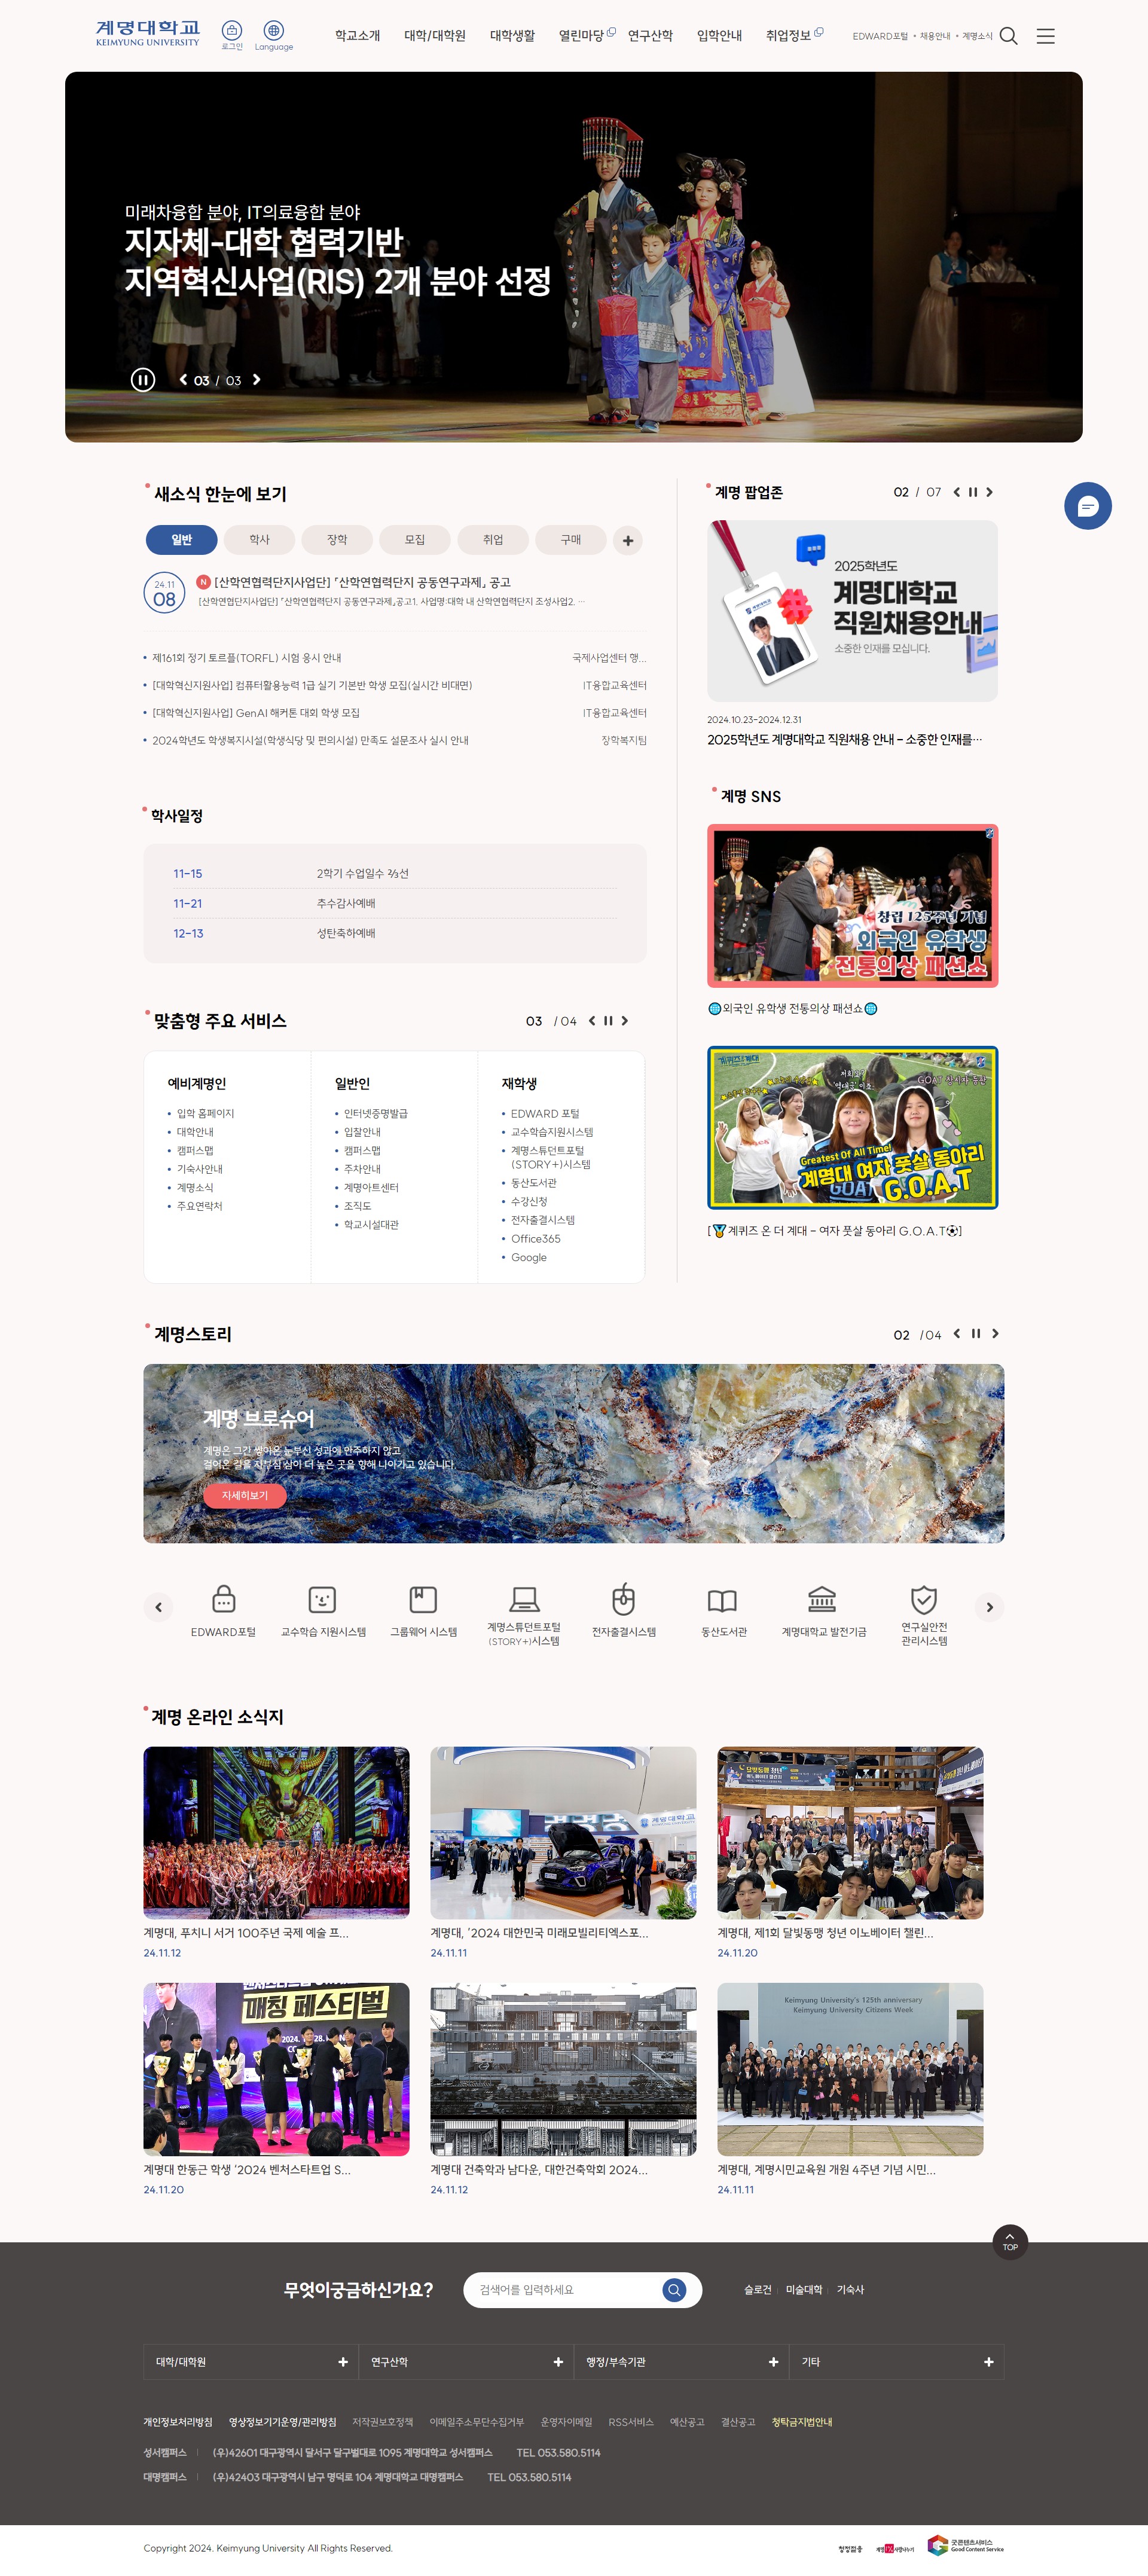 계명대학교
KEIMYUNG UNIVERSITY
로그인
Language
학교소개
대학/대학원
대학생활
열린마당
연구산학
입학안내
취업정보
EDWARD포털
채용안내
계명소식
미래차융합 분야, IT의료융합 분야
지자체-대학 협력기반
지역혁신사업(RIS) 2개 분야 선정
03 / 03
새소식 한눈에 보기
일반
학사
장학
모집
취업
구매
24.11
08
N [산학연협력단지사업단] 「산학연협력단지 공동연구과제」 공고
[산학연협단지사업단] 「산학연협력단지 공동연구과제」공고1. 사업명:대학 내 산학연협력단지 조성사업2. ...
제161회 정기 토르플(TORFL) 시험 응시 안내
국제사업센터 행...
[대학혁신지원사업] 컴퓨터활용능력 1급 실기 기본반 학생 모집(실시간 비대면)
IT융합교육센터
[대학혁신지원사업] GenAI 해커톤 대회 학생 모집
IT융합교육센터
2024학년도 학생복지시설(학생식당 및 편의시설) 만족도 설문조사 실시 안내
장학복지팀
계명 팝업존
02 / 07
2025학년도
계명대학교
직원채용안내
소중한 인재를 모십니다.
2024.10.23~2024.12.31
2025학년도 계명대학교 직원채용 안내 - 소중한 인재를...
학사일정
11-15
2학기 수업일수 ⅔선
11-21
추수감사예배
12-13
성탄축하예배
계명 SNS
창립 125주년 기념
외국인 유학생
전통의상 패션쇼
🌐외국인 유학생 전통의상 패션쇼🌐
Greatest Of All Time!
계명대 여자 풋살 동아리
G.O.A.T
[🏅계퀴즈 온 더 계대 - 여자 풋살 동아리 G.O.A.T⚽]
맞춤형 주요 서비스
03 / 04
예비계명인
입학 홈페이지
대학안내
캠퍼스맵
기숙사안내
계명소식
주요연락처
일반인
인터넷증명발급
입찰안내
캠퍼스맵
주차안내
계명아트센터
조직도
학교시설대관
재학생
EDWARD 포털
교수학습지원시스템
계명스튜던트포털
(STORY+)시스템
동산도서관
수강신청
전자출결시스템
Office365
Google
계명스토리
02 / 04
계명 브로슈어
계명은 그간 쌓아온 눈부신 성과에 안주하지 않고
걸어온 길을 자부심 삼아 더 높은 곳을 향해 나아가고 있습니다
자세히보기
EDWARD포털
교수학습 지원시스템
그룹웨어 시스템
계명스튜던트포털
(STORY+)시스템
전자출결시스템
동산도서관
계명대학교 발전기금
연구실안전
관리시스템
계명 온라인 소식지
계명대, 푸치니 서거 100주년 국제 예술 프...
24.11.12
계명대, ‘2024 대한민국 미래모빌리티엑스포...
24.11.11
계명대, 제1회 달빛동맹 청년 이노베이터 챌린...
24.11.20
매칭 페스티벌
계명대 한동근 학생 ‘2024 벤처스타트업 S...
24.11.20
계명대 건축학과 남다운, 대한건축학회 2024...
24.11.12
Keimyung University's 125th anniversary
Keimyung University Citizens Week
계명대, 계명시민교육원 개원 4주년 기념 시민...
24.11.11
TOP
무엇이궁금하신가요?
검색어를 입력하세요
슬로건
미술대학
기숙사
대학/대학원
연구산학
행정/부속기관
기타
개인정보처리방침
영상정보기기운영/관리방침
저작권보호정책
이메일주소무단수집거부
운영자이메일
RSS서비스
예산공고
결산공고
청탁금지법안내
성서캠퍼스
(우)42601 대구광역시 달서구 달구벌대로 1095 계명대학교 성서캠퍼스
TEL 053.580.5114
대명캠퍼스
(우)42403 대구광역시 남구 명덕로 104 계명대학교 대명캠퍼스
TEL 053.580.5114
Copyright 2024. Keimyung University All Rights Reserved.
청정절융
계명 1% 사랑나누기
굿콘텐츠서비스
Good Content Service